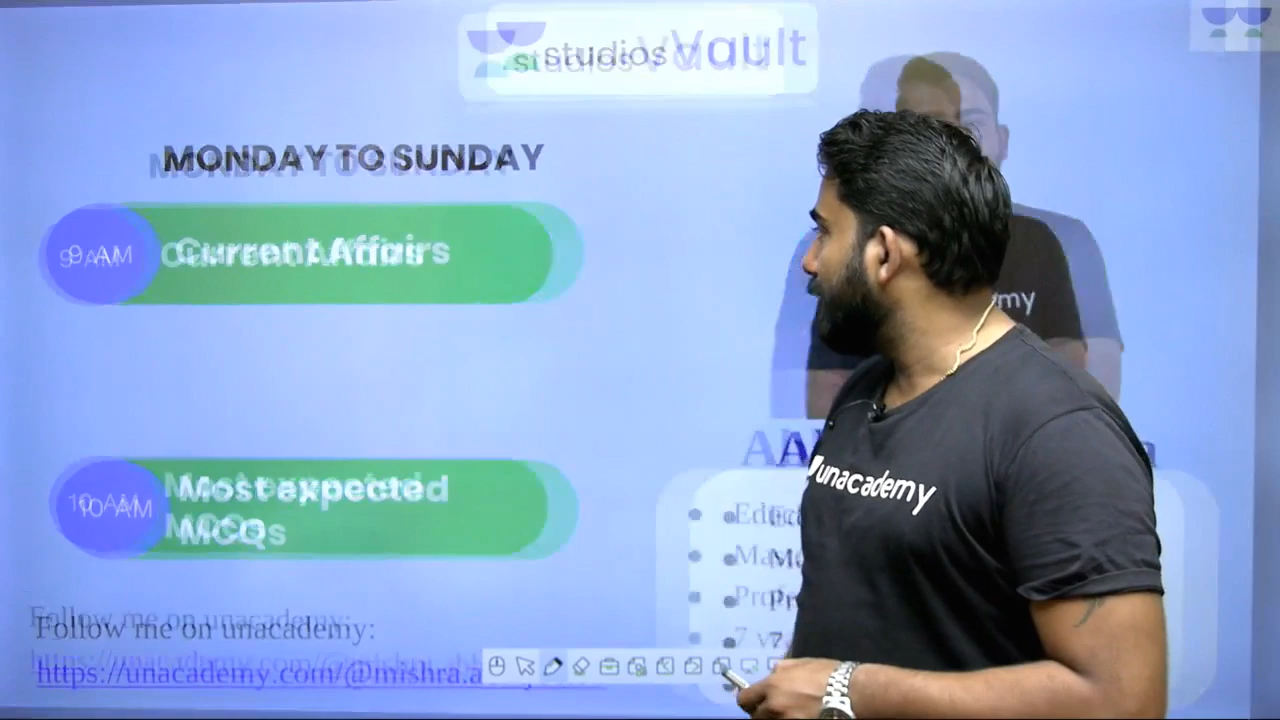 studios Vault
MONDAY TO SUNDAY
9 AM
Current Affairs
10 AM
Most expected
MCQs
Follow me on unacademy:
https://unacademy.com/@mishra.a
unacademy
my